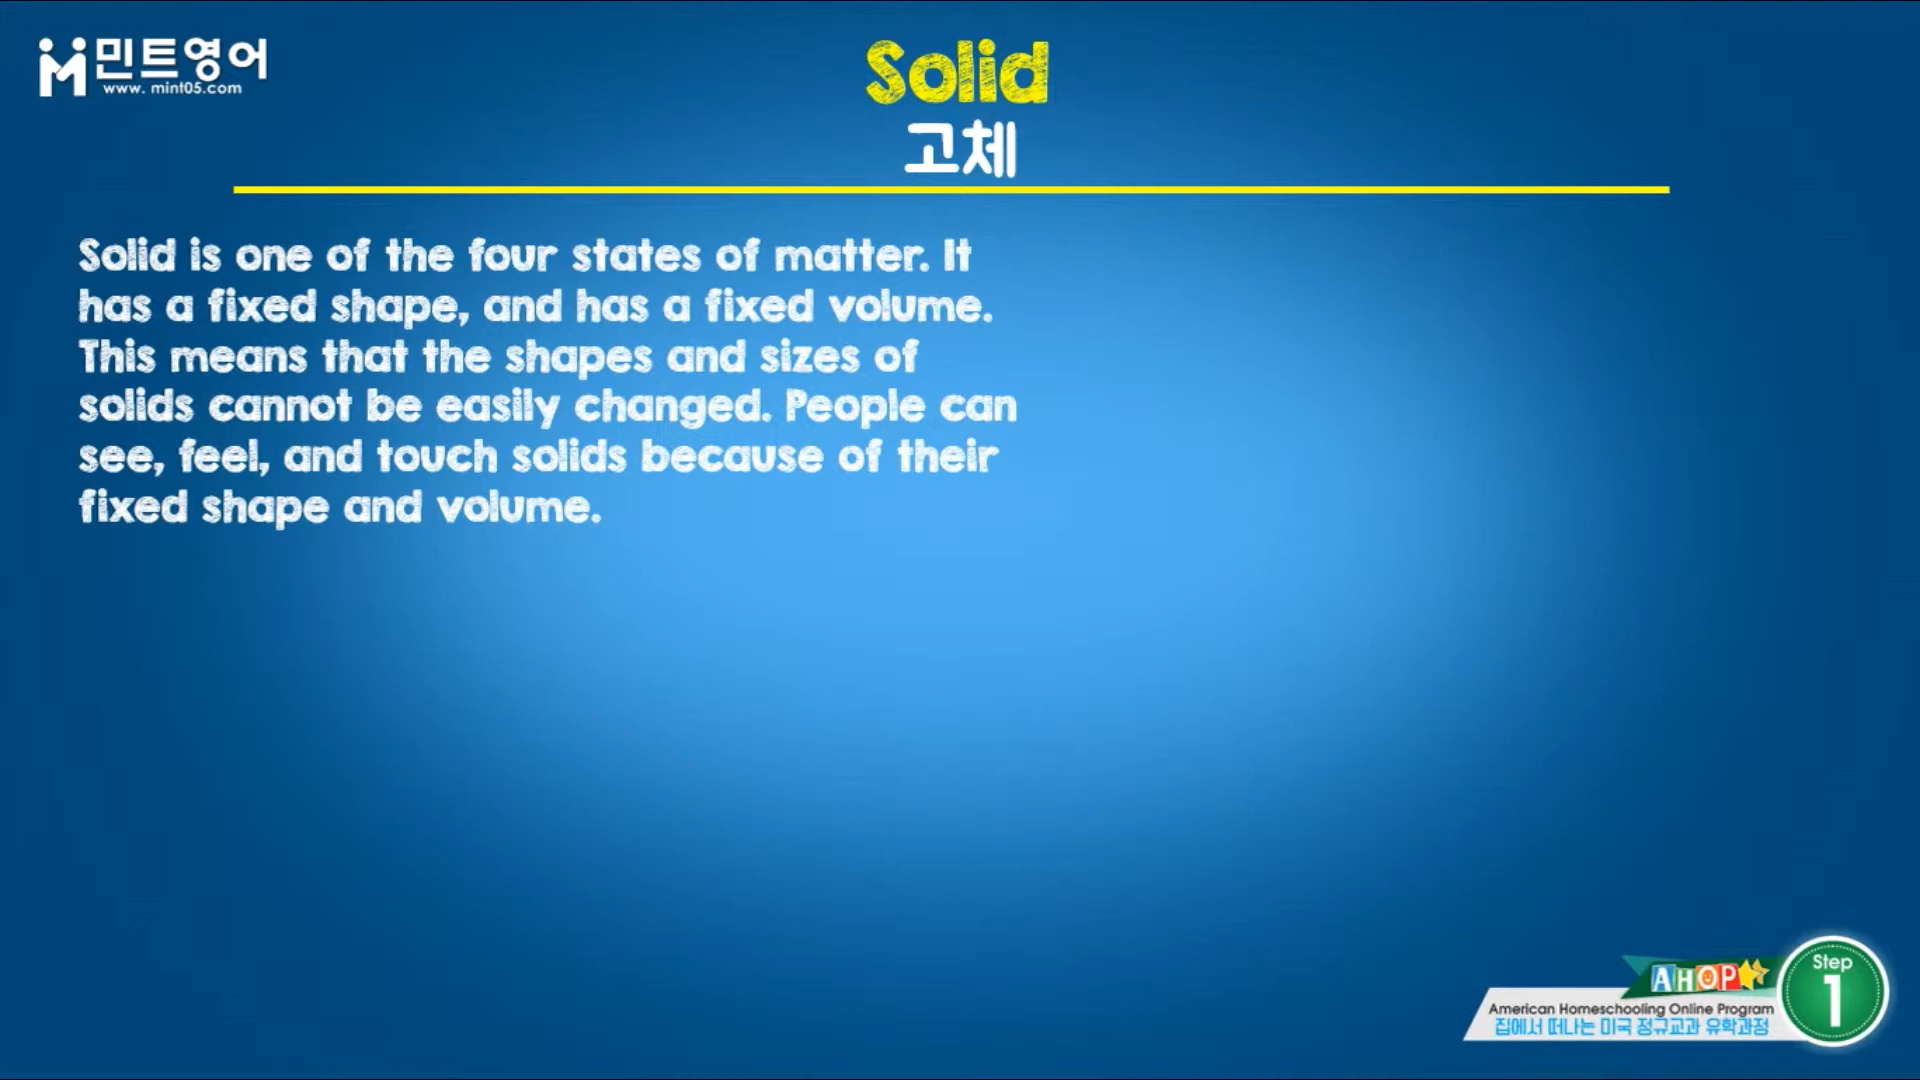 민트영어
www. mint05.com
Solid
고체
Solid is one of the four states of matter. It
has a fixed shape, and has a fixed volume.
This means that the shapes and sizes of
solids cannot be easily changed. People can
see, feel, and touch solids because of their
fixed shape and volume.
AHOP
Step
1
American Homeschooling Online Program
집에서 떠나는 미국 정규교과 유학과정